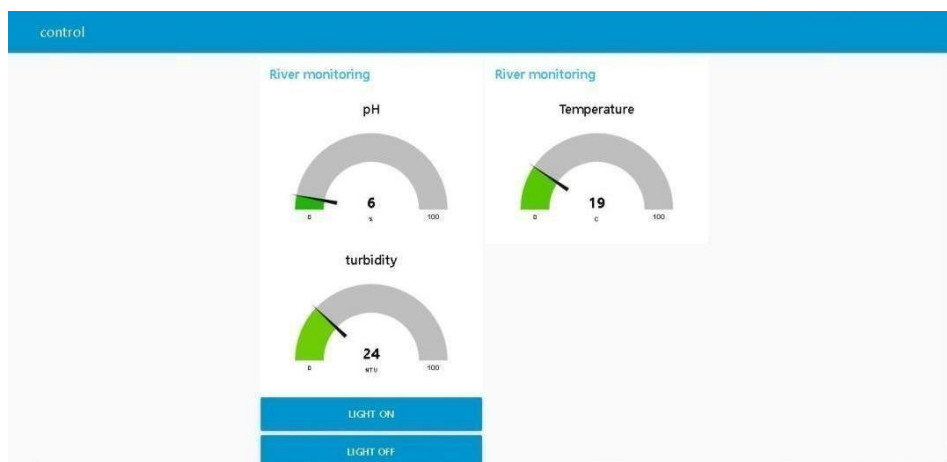 control
River monitoring
pH
6
%
0
100
turbidity
24
NTU
0
100
LIGHT ON
LIGHT OFF
River monitoring
Temperature
19
C
0
100